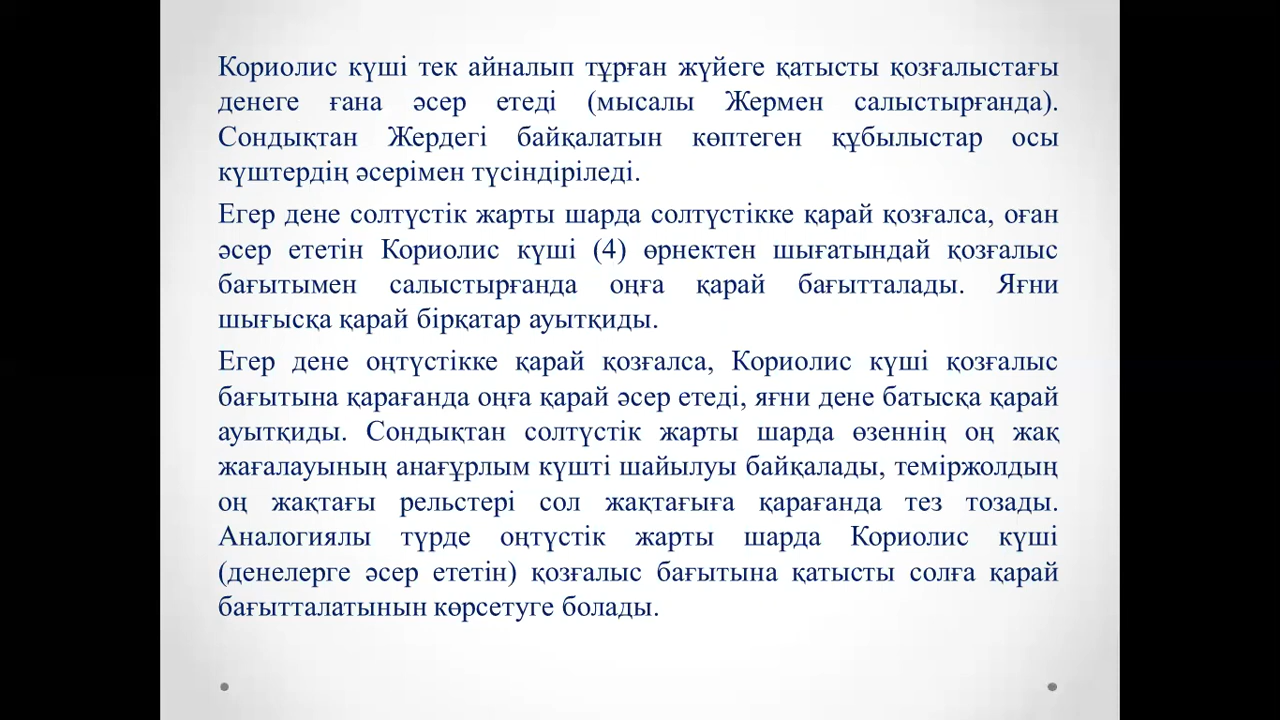 Кориолис күші тек айналып тұрған жүйеге қатысты қозғалыстағы
денеге ғана әсер етеді (мысалы Жермен салыстырғанда).
Сондықтан Жердегі байқалатын көптеген құбылыстар осы
күштердің әсерімен түсіндіріледі.
Егер дене солтүстік жарты шарда солтүстікке қарай қозғалса, оған
әсер ететін Кориолис күші (4) өрнектен шығатындай қозғалыс
бағытымен салыстырғанда оңға қарай бағытталады. Яғни
шығысқа қарай бірқатар ауытқиды.
Егер дене оңтүстікке қарай қозғалса, Кориолис күші қозғалыс
бағытына қарағанда оңға қарай әсер етеді, яғни дене батысқа қарай
ауытқиды. Сондықтан солтүстік жарты шарда өзеннің оң жақ
жағалауының анағұрлым күшті шайылуы байқалады, теміржолдың
оң жақтағы рельстері сол жақтағыға қарағанда тез тозады.
Аналогиялы түрде оңтүстік жарты шарда Кориолис күші
(денелерге әсер ететін) қозғалыс бағытына қатысты солға қарай
бағытталатынын көрсетуге болады.